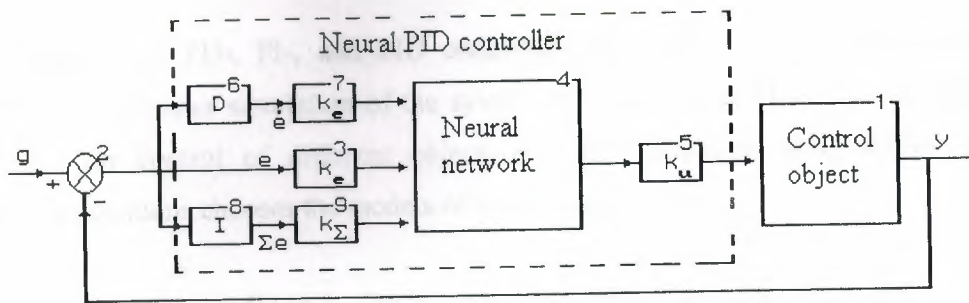 Neural PID controller
6
D
ė
7
kė
4
Neural
network
1
Control
object
y
g
+
2
-
e
3
ke
5
ku
8
I
Σe
9
kΣ